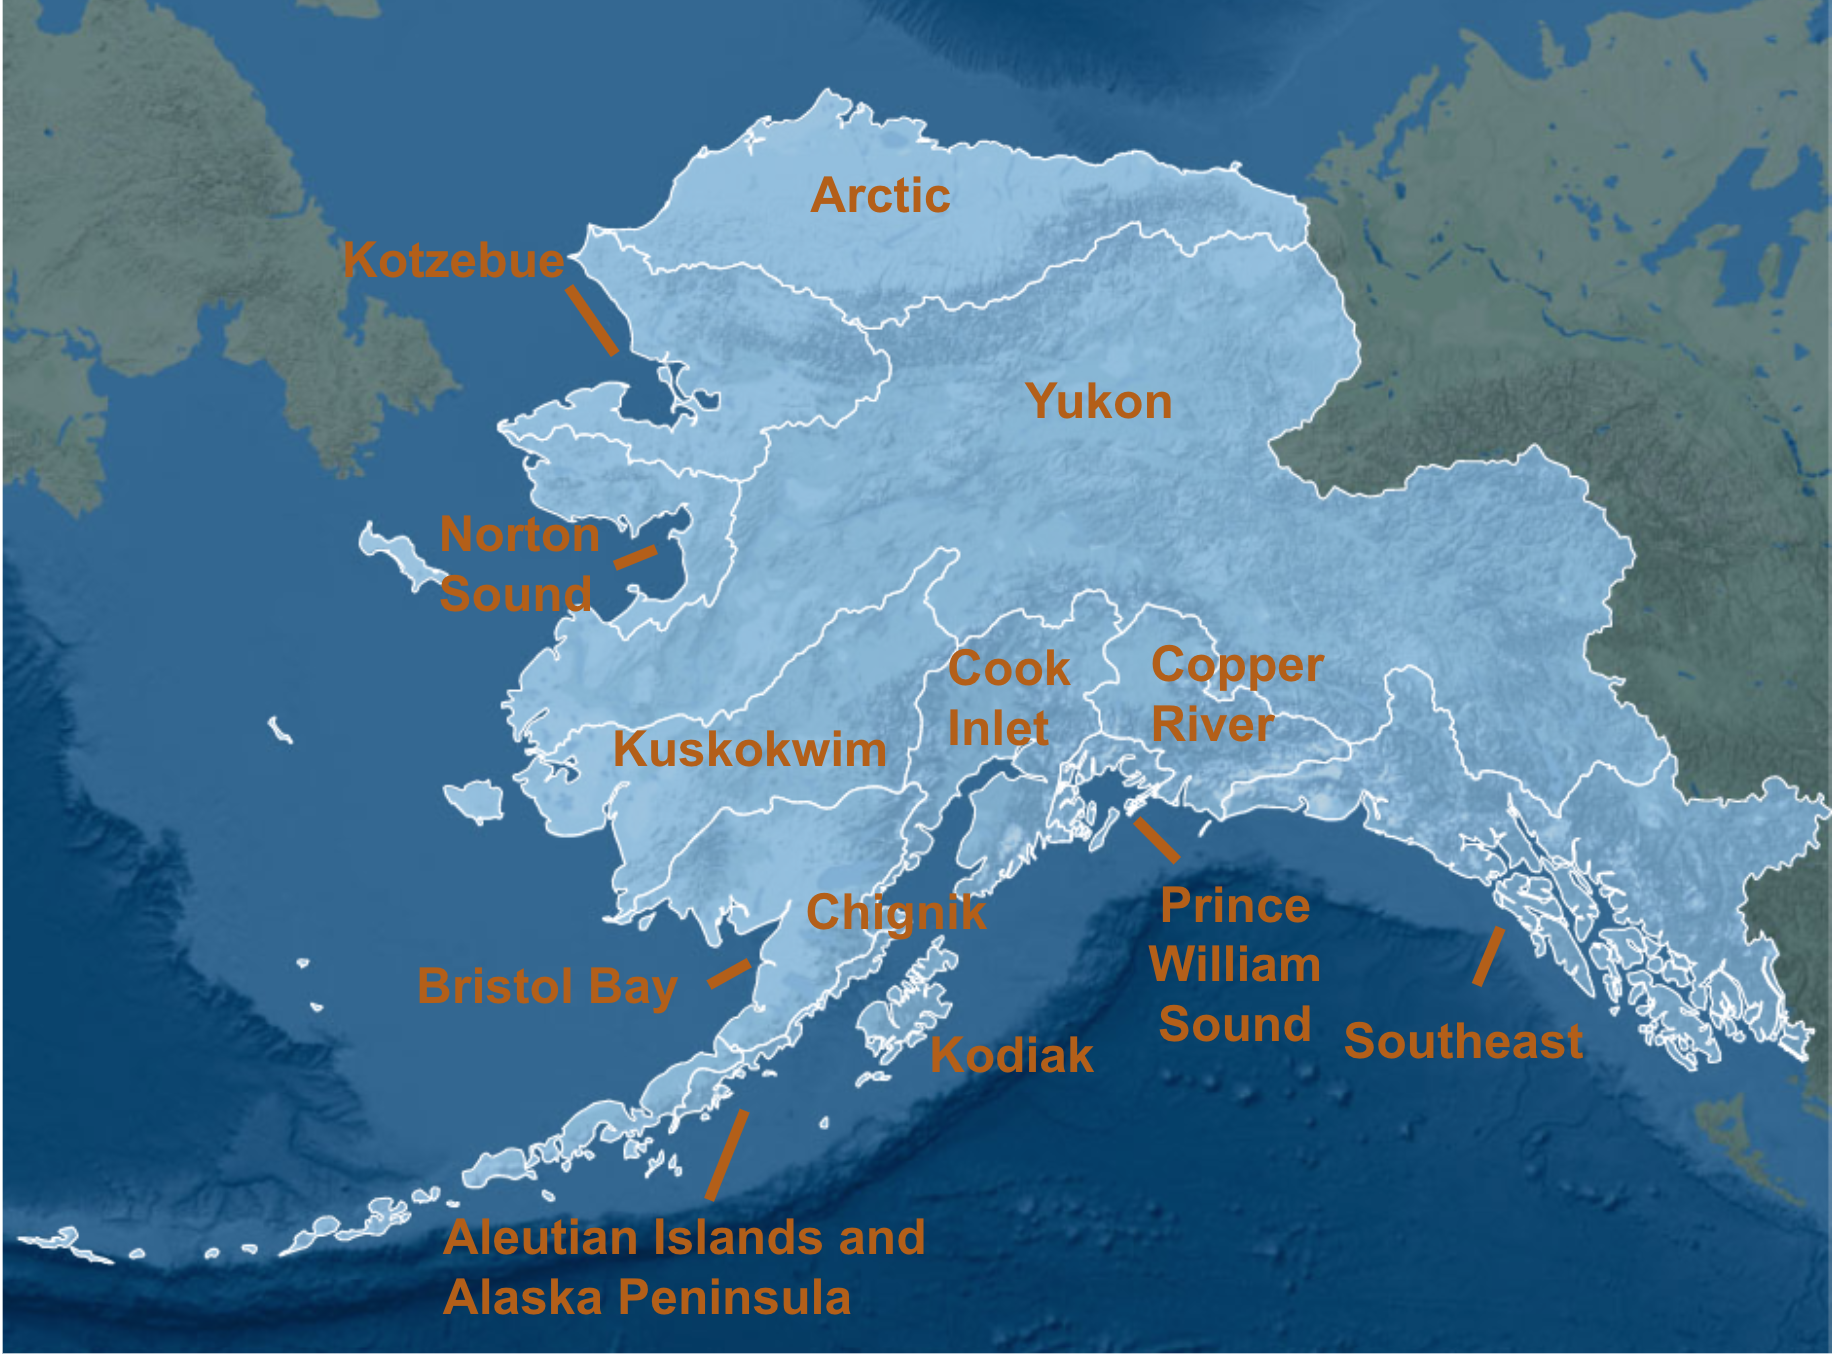 Arctic
Kotzebue
Yukon
Norton
Sound
Cook
Inlet
Copper
River
Kuskokwim
Chignik
Bristol Bay
Prince
William
Sound
Kodiak
Southeast
Aleutian Islands and
Alaska Peninsula